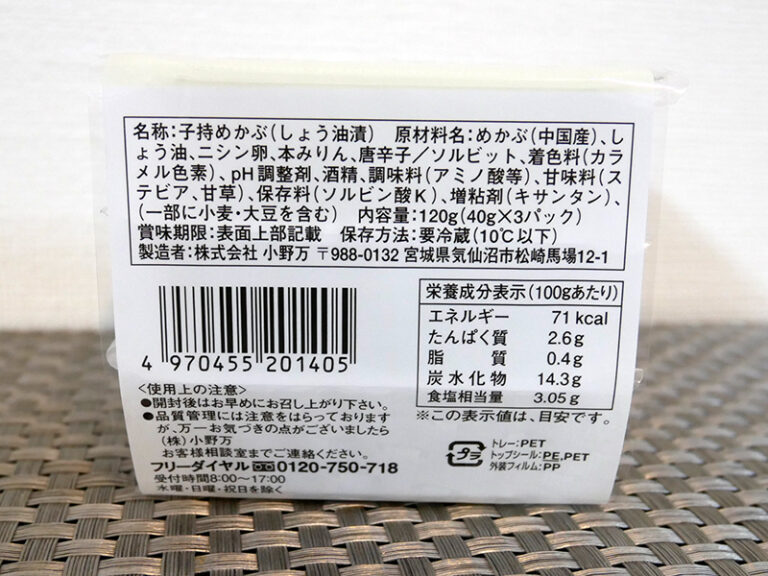 名称:子持めかぶ(しょう油漬) 原材料名:めかぶ(中国産)、し
ょう油、ニシン卵、本みりん、唐辛子/ソルビット、着色料(カラ
メル色素)、pH調整剤、酒精、調味料(アミノ酸等)、甘味料(ス
テビア、甘草)、保存料(ソルビン酸K)、増粘剤(キサンタン)、
(一部に小麦・大豆を含む) 内容量:120g(40g×3パック)
賞味期限:表面上部記載 保存方法:要冷蔵(10℃以下)
製造者:株式会社 小野万 〒988-0132 宮城県気仙沼市松崎馬場12-1
4 970455 201405
<使用上の注意>
●開封後はお早めにお召し上がり下さい。
●品質管理には注意をはらっております
が、万一お気づきの点がございましたら
(株)小野万
お客様相談室までご連絡ください。
フリーダイヤル 0120-750-718
受付時間8:00〜17:00
水曜・日曜・祝日を除く
栄養成分表示(100gあたり)
エネルギー 71kcal
たんぱく質 2.6g
脂質 0.4g
炭水化物 14.3g
食塩相当量 3.05g
※この表示値は、目安です。
プラ
トレー:PET
トップシール:PE,PET
外装フィルム:PP